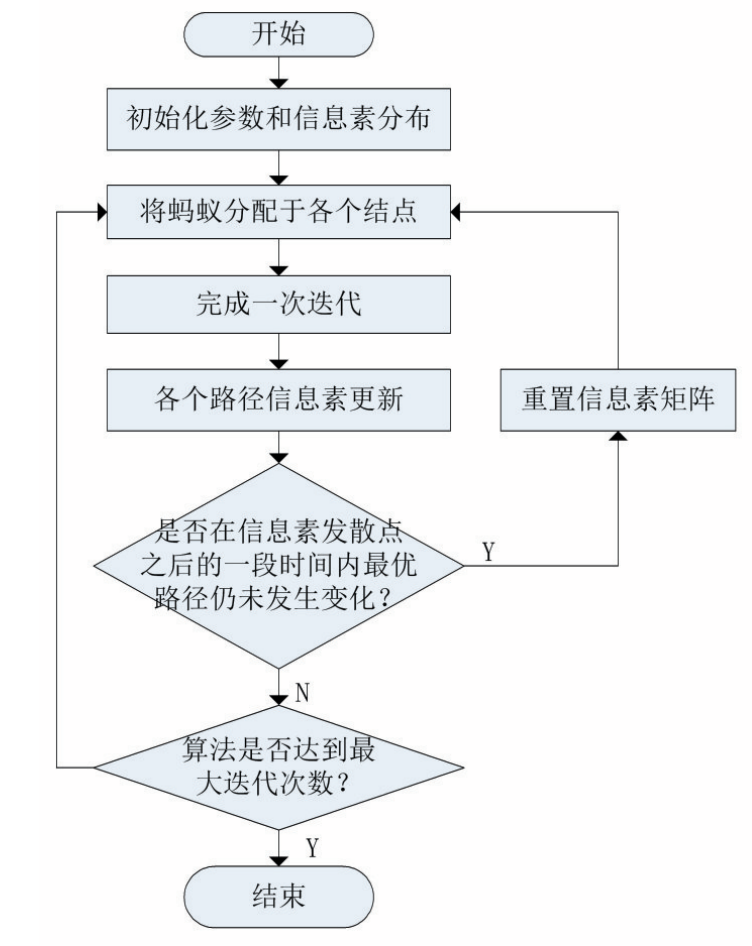 开始
初始化参数和信息素分布
将蚂蚁分配于各个结点
完成一次迭代
各个路径信息素更新
重置信息素矩阵
是否在信息素发散点
之后的一段时间内最优
路径仍未发生变化？
Y
N
算法是否达到最
大迭代次数？
Y
结束